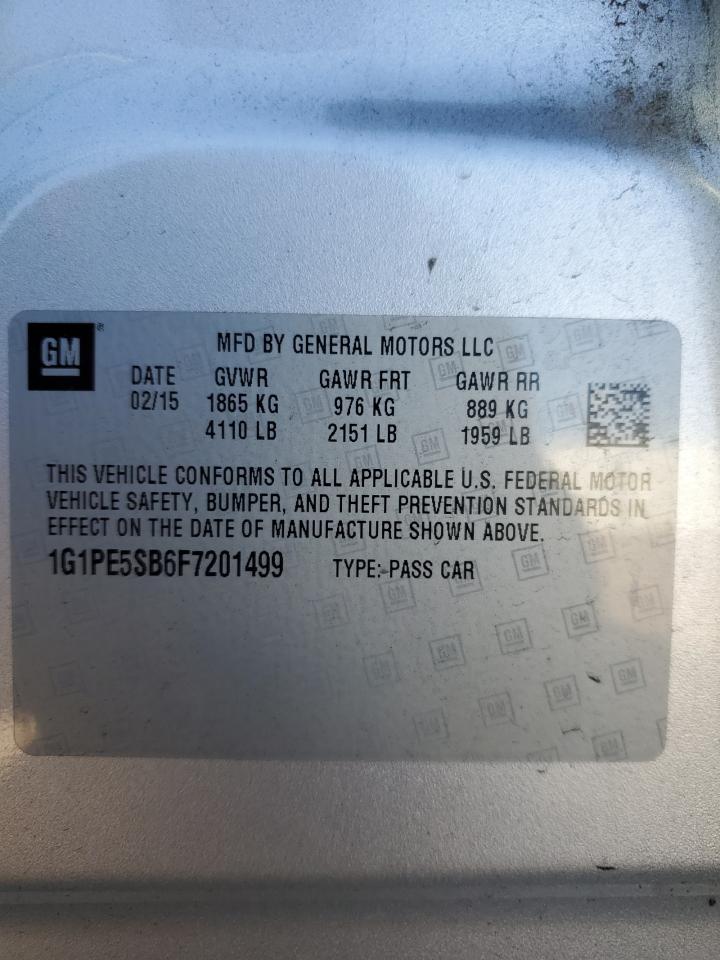 GM ®
MFD BY GENERAL MOTORS LLC
DATE GVWR GAWR FRT GAWR RR
02/15 1865 KG 976 KG 889 KG
4110 LB 2151 LB 1959 LB
THIS VEHICLE CONFORMS TO ALL APPLICABLE U.S. FEDERAL MOTOR
VEHICLE SAFETY, BUMPER, AND THEFT PREVENTION STANDARDS IN
EFFECT ON THE DATE OF MANUFACTURE SHOWN ABOVE.
1G1PE5SB6F7201499 TYPE: PASS CAR